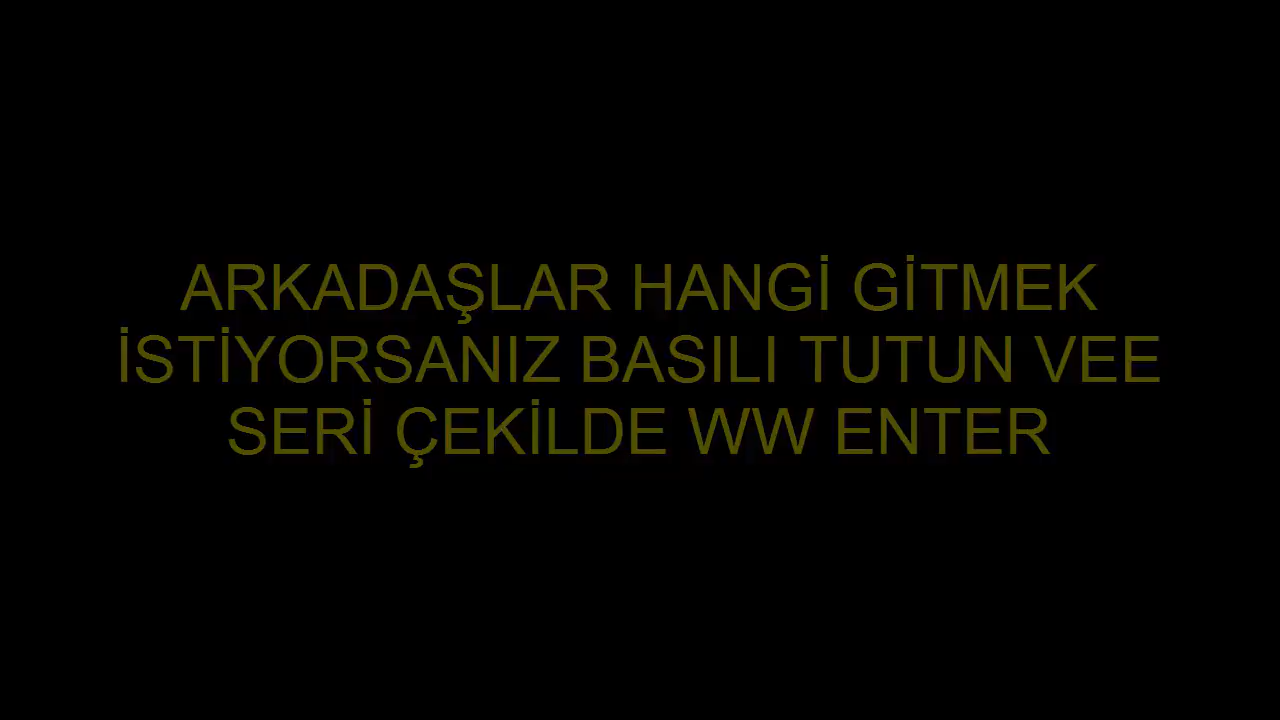 ARKADAŞLAR HANGİ GİTMEK
İSTİYORSANIZ BASILI TUTUN VEE
SERİ ÇEKİLDE WW ENTER